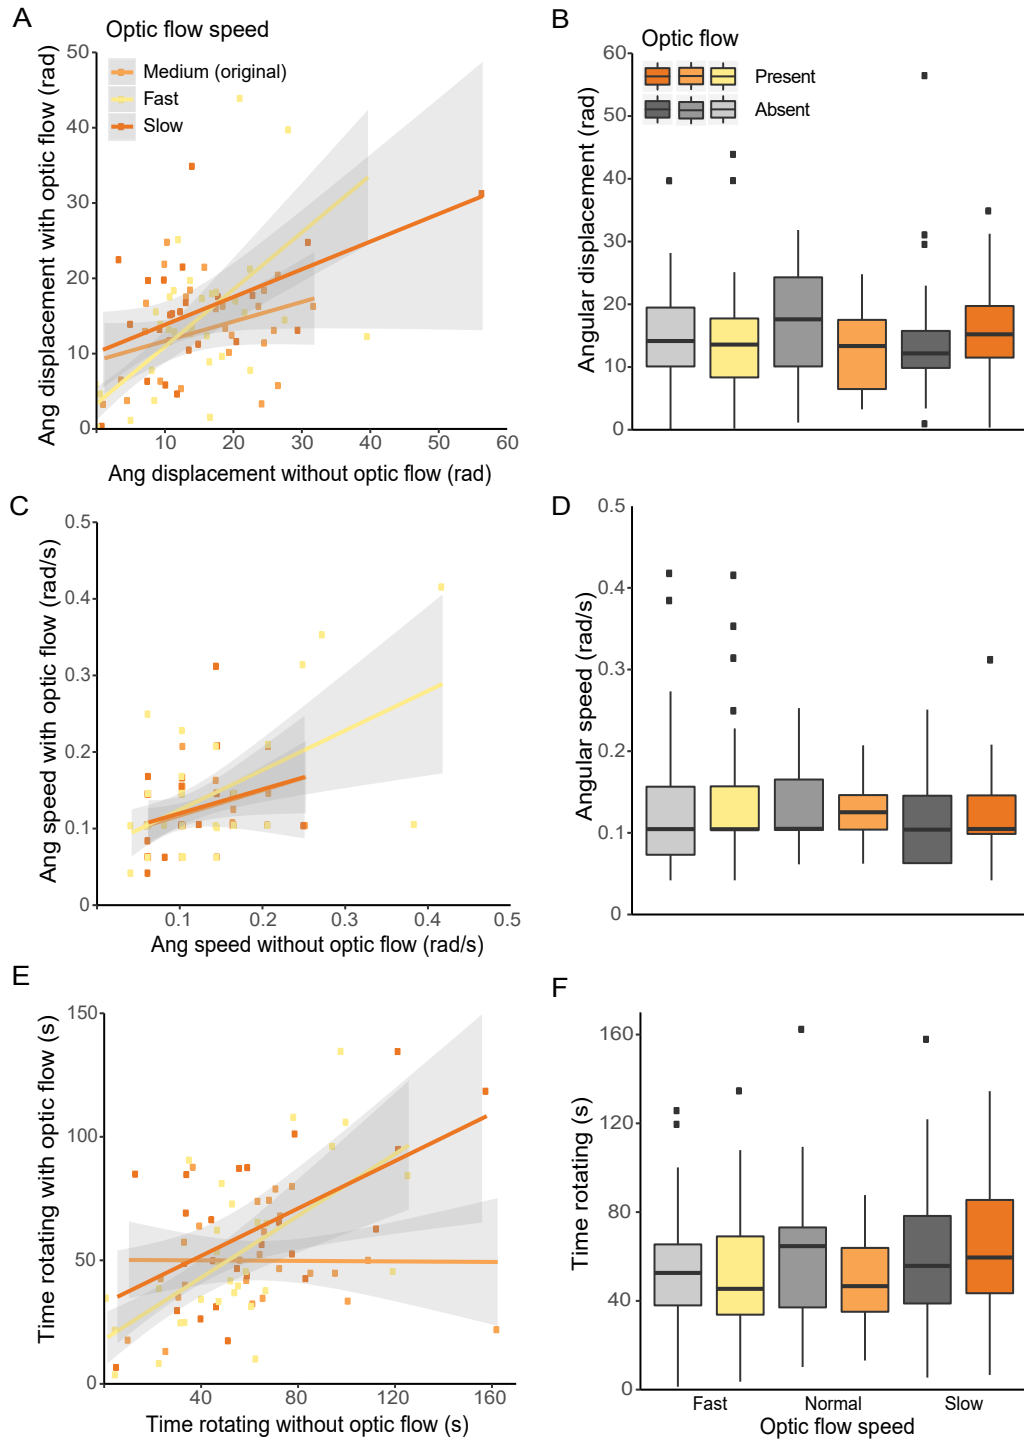 A
Optic flow speed
Medium (original)
Fast
Slow
50
40
30
20
10
0
0
10
20
30
40
50
60
Ang displacement with optic flow (rad)
Ang displacement without optic flow (rad)
B
Optic flow
Present
Absent
60
50
40
30
20
10
0
Angular displacement (rad)
C
0.5
0.4
0.3
0.2
0.1
0
0.1
0.2
0.3
0.4
0.5
Ang speed with optic flow (rad/s)
Ang speed without optic flow (rad/s)
D
0.5
0.4
0.3
0.2
0.1
0
Angular speed (rad/s)
E
150
100
50
0
40
80
120
160
Time rotating with optic flow (s)
Time rotating without optic flow (s)
F
160
120
80
40
0
Time rotating (s)
Fast
Normal
Slow
Optic flow speed